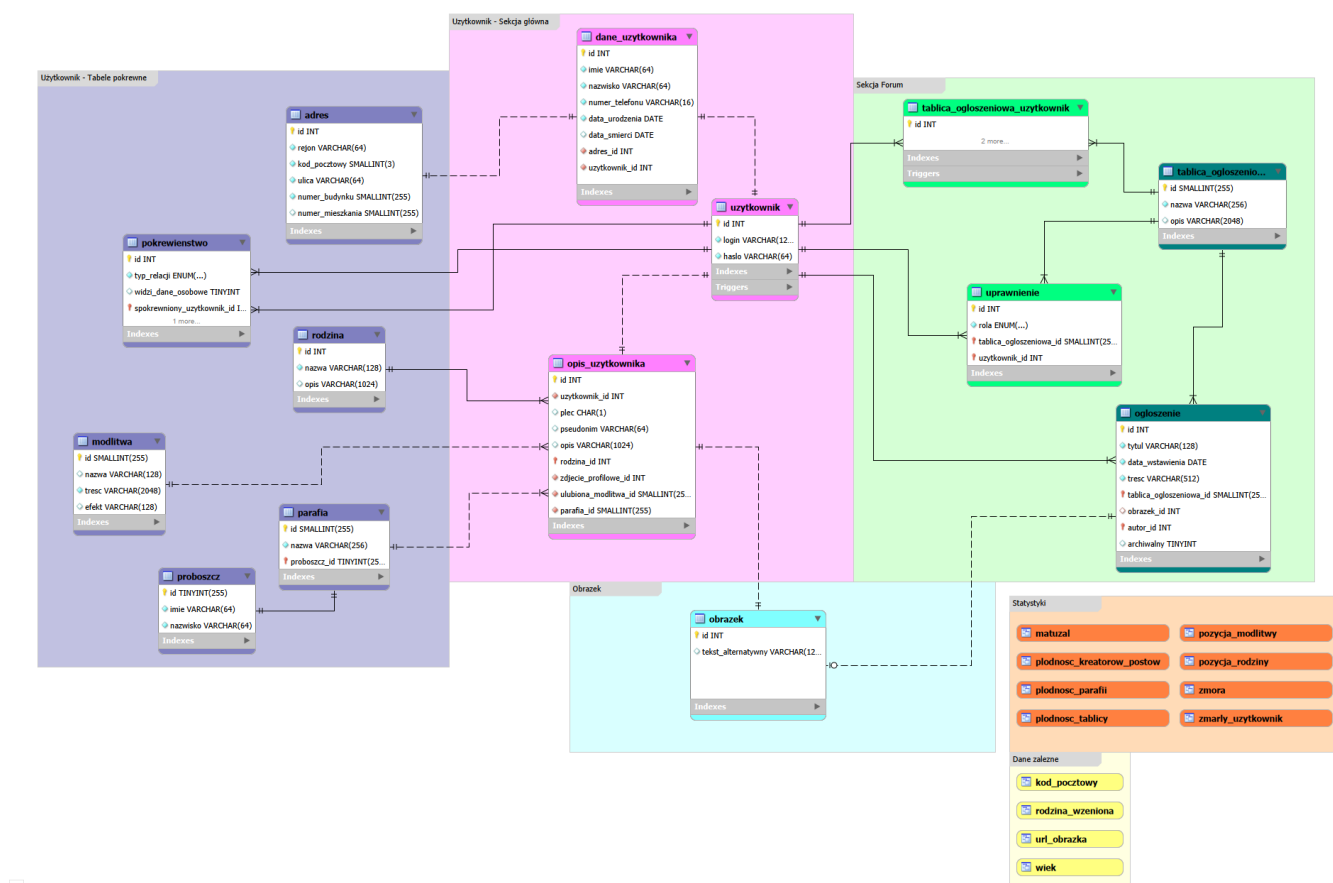 Uzytkownik - Sekcja główna
dane_uzytkownika
id INT
imie VARCHAR(64)
nazwisko VARCHAR(64)
numer_telefonu VARCHAR(16)
data_urodzenia DATE
data_smierci DATE
adres_id INT
uzytkownik_id INT
Indexes
uzytkownik
id INT
login VARCHAR(12...
haslo VARCHAR(64)
Indexes
Triggers
opis_uzytkownika
id INT
uzytkownik_id INT
plec CHAR(1)
pseudonim VARCHAR(64)
opis VARCHAR(1024)
rodzina_id INT
zdjecie_profilowe_id INT
ulubiona_modlitwa_id SMALLINT(25...
parafia_id SMALLINT(255)
Indexes
Użytkownik - Tabele pokrewne
adres
id INT
rejon VARCHAR(64)
kod_pocztowy SMALLINT(3)
ulica VARCHAR(64)
numer_budynku SMALLINT(255)
numer_mieszkania SMALLINT(255)
Indexes
pokrewienstwo
id INT
typ_relacji ENUM(...)
widzi_dane_osobowe TINYINT
spokrewniony_uzytkownik_id I...
1 more...
Indexes
rodzina
id INT
nazwa VARCHAR(128)
opis VARCHAR(1024)
Indexes
modlitwa
id SMALLINT(255)
nazwa VARCHAR(128)
tresc VARCHAR(2048)
efekt VARCHAR(128)
Indexes
parafia
id SMALLINT(255)
nazwa VARCHAR(256)
proboszcz_id TINYINT(25...
Indexes
proboszcz
id TINYINT(255)
imie VARCHAR(64)
nazwisko VARCHAR(64)
Indexes
Sekcja Forum
tablica_ogloszeniowa_uzytkownik
id INT
2 more...
Indexes
Triggers
tablica_ogloszenio...
id SMALLINT(255)
nazwa VARCHAR(256)
opis VARCHAR(2048)
Indexes
uprawnienie
id INT
rola ENUM(...)
tablica_ogloszeniowa_id SMALLINT(25...
uzytkownik_id INT
Indexes
ogloszenie
id INT
tytul VARCHAR(128)
data_wstawienia DATE
tresc VARCHAR(512)
tablica_ogloszeniowa_id SMALLINT(25...
obrazek_id INT
autor_id INT
archiwalny TINYINT
Indexes
Obrazek
obrazek
id INT
tekst_alternatywny VARCHAR(12...
Indexes
Statystyki
matuzal
pozycja_modlitwy
plodnosc_kreatorow_postow
pozycja_rodziny
plodnosc_parafii
zmora
plodnosc_tablicy
zmarly_uzytkownik
Dane zalezne
kod_pocztowy
rodzina_wzeniona
url_obrazka
wiek